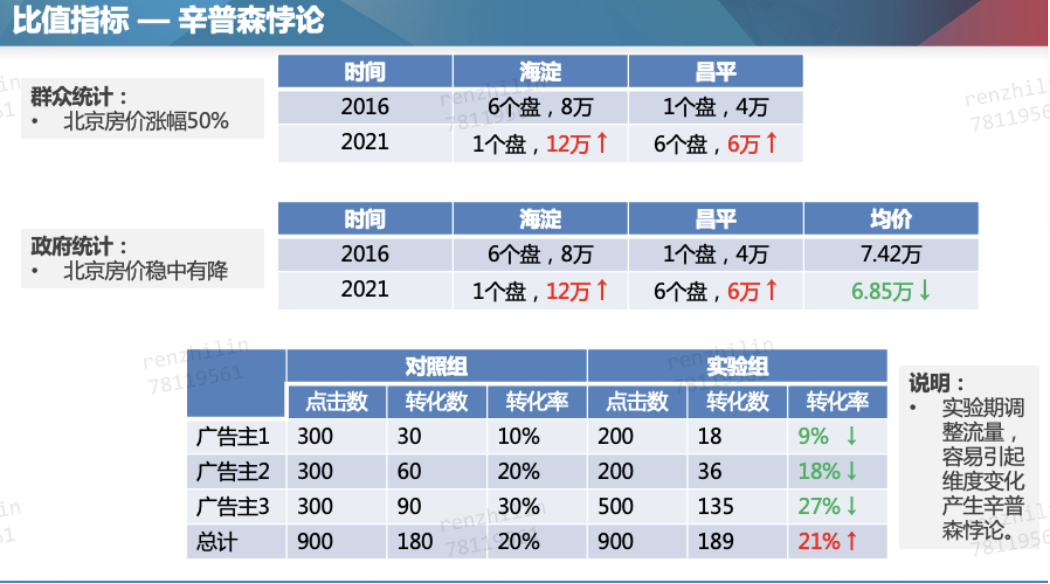 比值指标 — 辛普森悖论
群众统计：
• 北京房价涨幅50%
时间 海淀 昌平
2016 6个盘，8万 1个盘，4万
2021 1个盘，12万↑ 6个盘，6万↑
政府统计：
• 北京房价稳中有降
时间 海淀 昌平 均价
2016 6个盘，8万 1个盘，4万 7.42万
2021 1个盘，12万↑ 6个盘，6万↑ 6.85万↓
对照组 实验组
点击数 转化数 转化率 点击数 转化数 转化率
广告主1 300 30 10% 200 18 9% ↓
广告主2 300 60 20% 200 36 18%↓
广告主3 300 90 30% 500 135 27%↓
总计 900 180 20% 900 189 21%↑
说明：
• 实验期调
整流量，
容易引起
维度变化
产生辛普
森悖论。
renzhilin
78119561